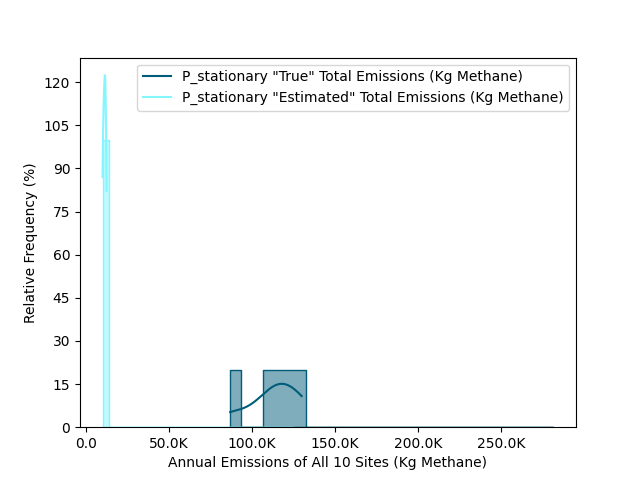 P_stationary "True" Total Emissions (Kg Methane)
P_stationary "Estimated" Total Emissions (Kg Methane)
120
105
90
75
60
45
30
15
0
Relative Frequency (%)
0.0 50.0K 100.0K 150.0K 200.0K 250.0K
Annual Emissions of All 10 Sites (Kg Methane)